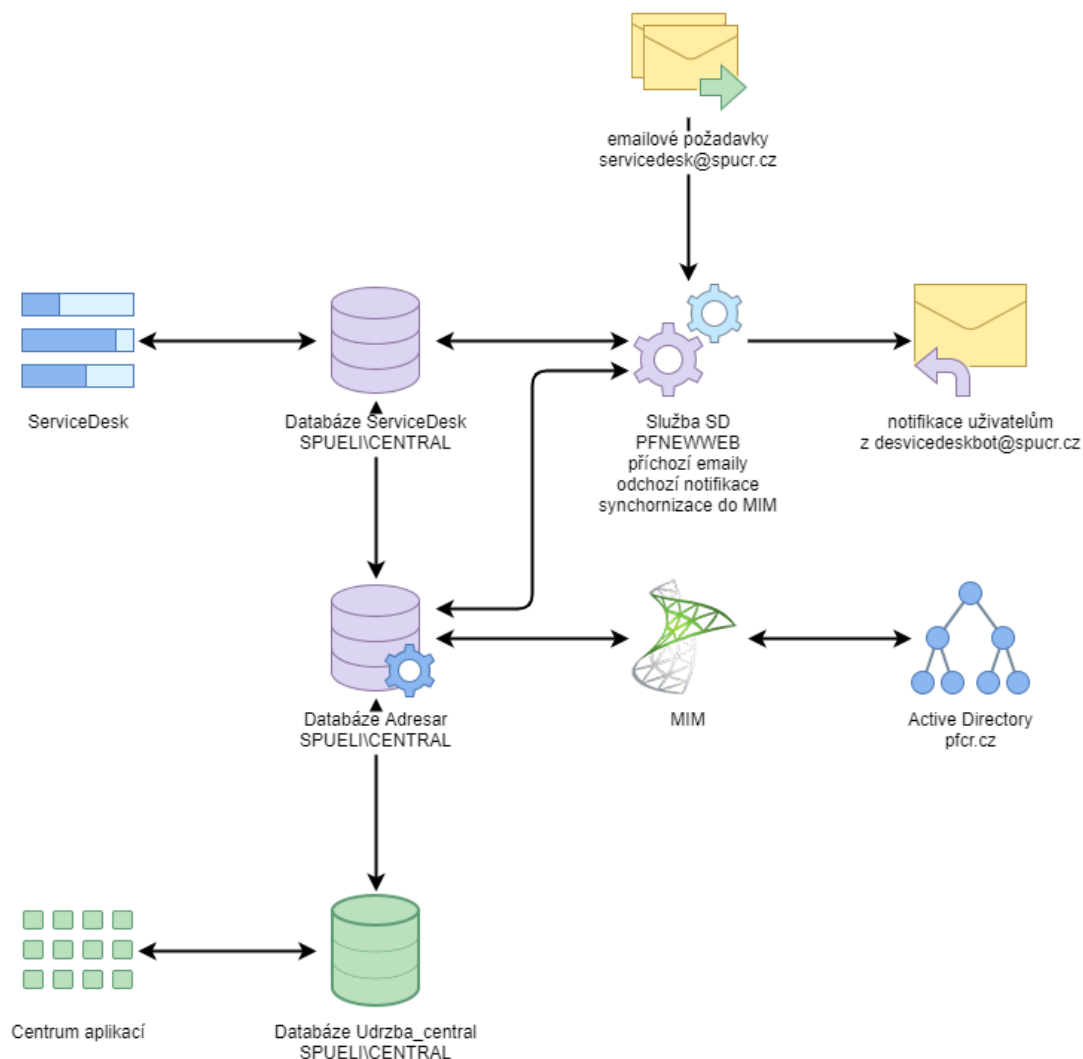 emailové požadavky
servicedesk@spucr.cz
ServiceDesk
Databáze ServiceDesk
SPUELI\CENTRAL
Služba SD
PFNEWWEB
příchozí emaily
odchozí notifikace
synchornizace do MIM
notifikace uživatelům
z desvicedeskbot@spucr.cz
Databáze Adresar
SPUELI\CENTRAL
MIM
Active Directory
pfcr.cz
Centrum aplikací
Databáze Udrzba_central
SPUELI\CENTRAL